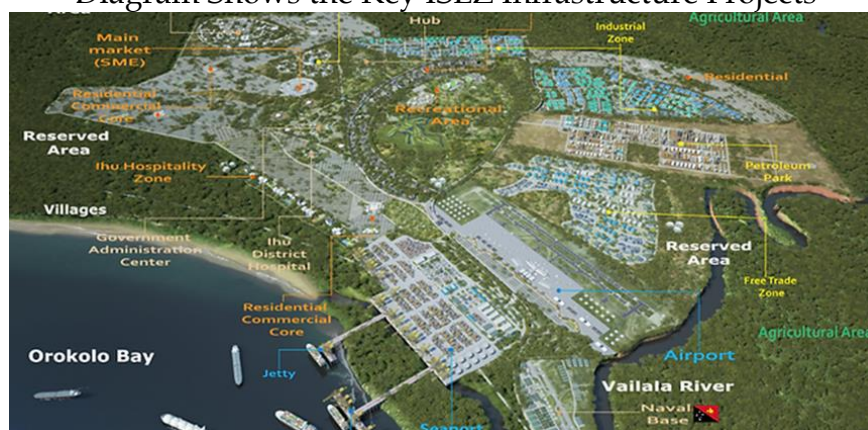 Diagram Shows the Key ISEZ Infrastructure Projects
Agricultural Area
Area
Hub
Industrial
Zone
Main
market
(SME)
Residential
Residential
Commercial
Core
Recreational
Area
Reserved
Area
Ihu Hospitality
Zone
Petroleum
Park
Villages
Government
Administration
Center
Ihu
District
Hospital
Reserved
Area
Free Trade
Zone
Residential
Commercial
Core
Agricultural Area
Orokolo Bay
Jetty
Airport
Vailala River
Naval
Base
Seaport